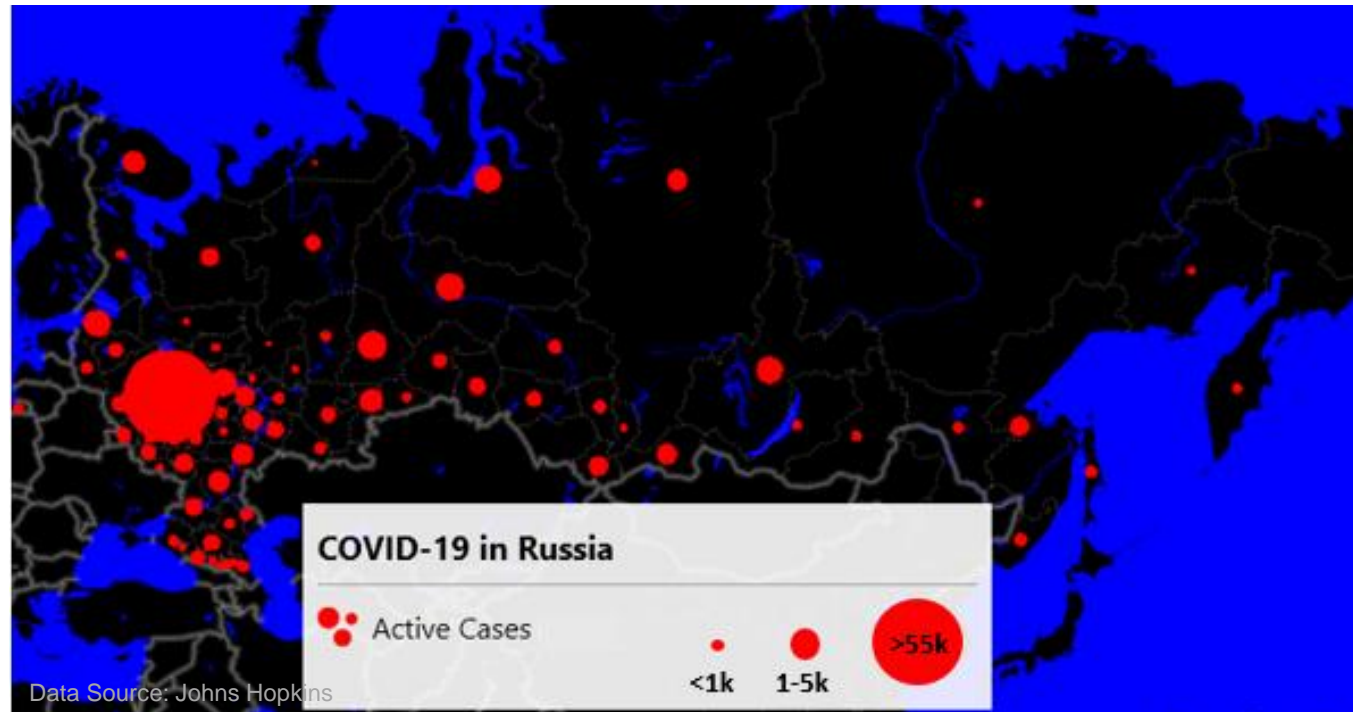 COVID-19 in Russia
Active Cases
>55k
<1k 1-5k
Data Source: Johns Hopkins